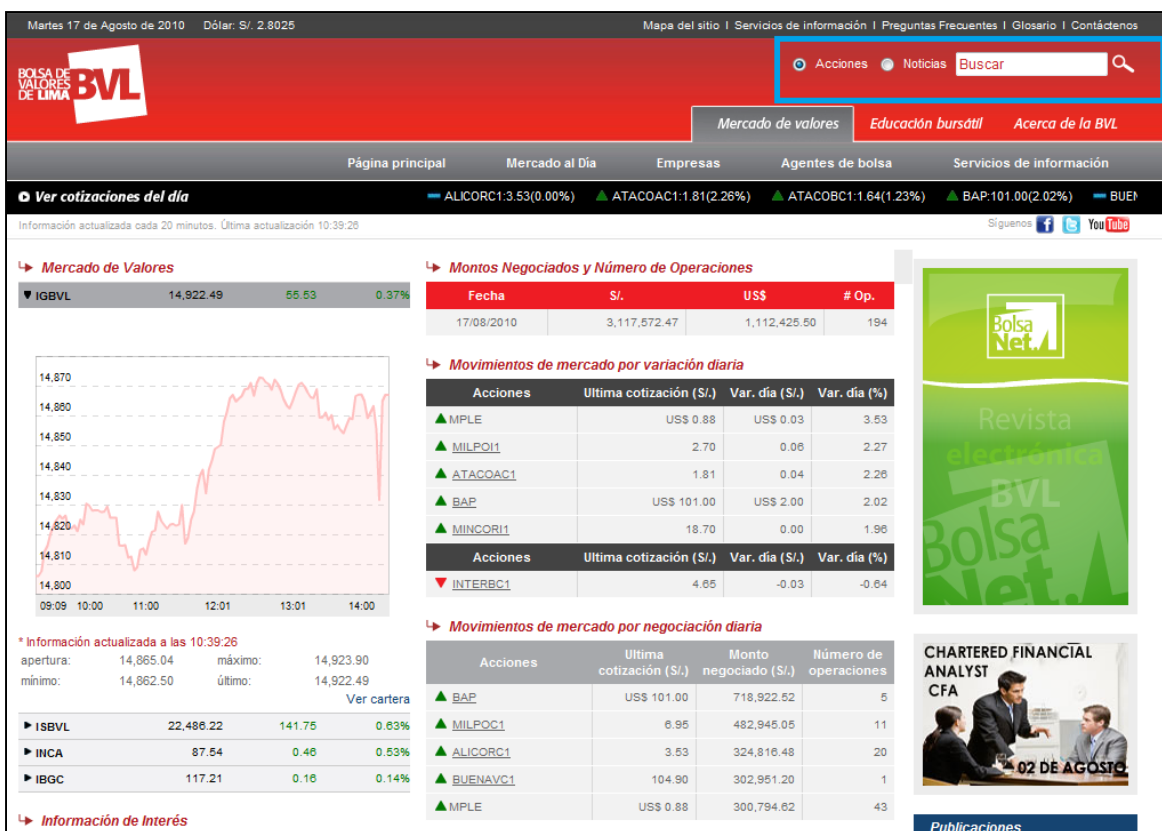 Martes 17 de Agosto de 2010 Dólar: S/. 2.8025 Mapa del sitio I Servicios de información I Preguntas Frecuentes I Glosario I Contáctenos
BOLSA DE
VALORES
DE LIMA
BVL
Acciones Noticias Buscar
Mercado de valores Educación bursátil Acerca de la BVL
Página principal Mercado al Día Empresas Agentes de bolsa Servicios de información
Ver cotizaciones del día ALICORC1:3.53(0.00%) ATACOAC1:1.81(2.26%) ATACOBC1:1.64(1.23%) BAP:101.00(2.02%) BUEN
Información actualizada cada 20 minutos. Última actualización 10:39:26 Síguenos f YouTube
Mercado de Valores
IGBVL 14,922.49 55.53 0.37%
14,870
14,860
14,850
14,840
14,830
14,820
14,810
14,800
09:09 10:00 11:00 12:01 13:01 14:00
* Información actualizada a las 10:39:26
apertura: 14,865.04 máximo: 14,923.90
mínimo: 14,862.50 último: 14,922.49
Ver cartera
ISBVL 22,486.22 141.75 0.63%
INCA 87.54 0.46 0.53%
IBGC 117.21 0.16 0.14%
Información de Interés
Montos Negociados y Número de Operaciones
Fecha S/. US$ # Op.
17/08/2010 3,117,572.47 1,112,425.50 194
Movimientos de mercado por variación diaria
Acciones Ultima cotización (S/.) Var. día (S/.) Var. día (%)
MPLE US$ 0.88 US$ 0.03 3.53
MILPOI1 2.70 0.06 2.27
ATACOAC1 1.81 0.04 2.26
BAP US$ 101.00 US$ 2.00 2.02
MINCORI1 18.70 0.00 1.96
Acciones Ultima cotización (S/.) Var. día (S/.) Var. día (%)
INTERBC1 4.65 -0.03 -0.64
Movimientos de mercado por negociación diaria
Acciones Ultima cotización (S/.) Monto negociado (S/.) Número de operaciones
BAP US$ 101.00 718,922.52 5
MILPOC1 6.95 482,945.05 11
ALICORC1 3.53 324,816.48 20
BUENAVC1 104.90 302,951.20 1
MPLE US$ 0.88 300,794.62 43
Bolsa
Net.
Revista
electrónica
BVL
Bolsa
Net.
CHARTERED FINANCIAL
ANALYST
CFA
02 DE AGOSTO
Publicaciones